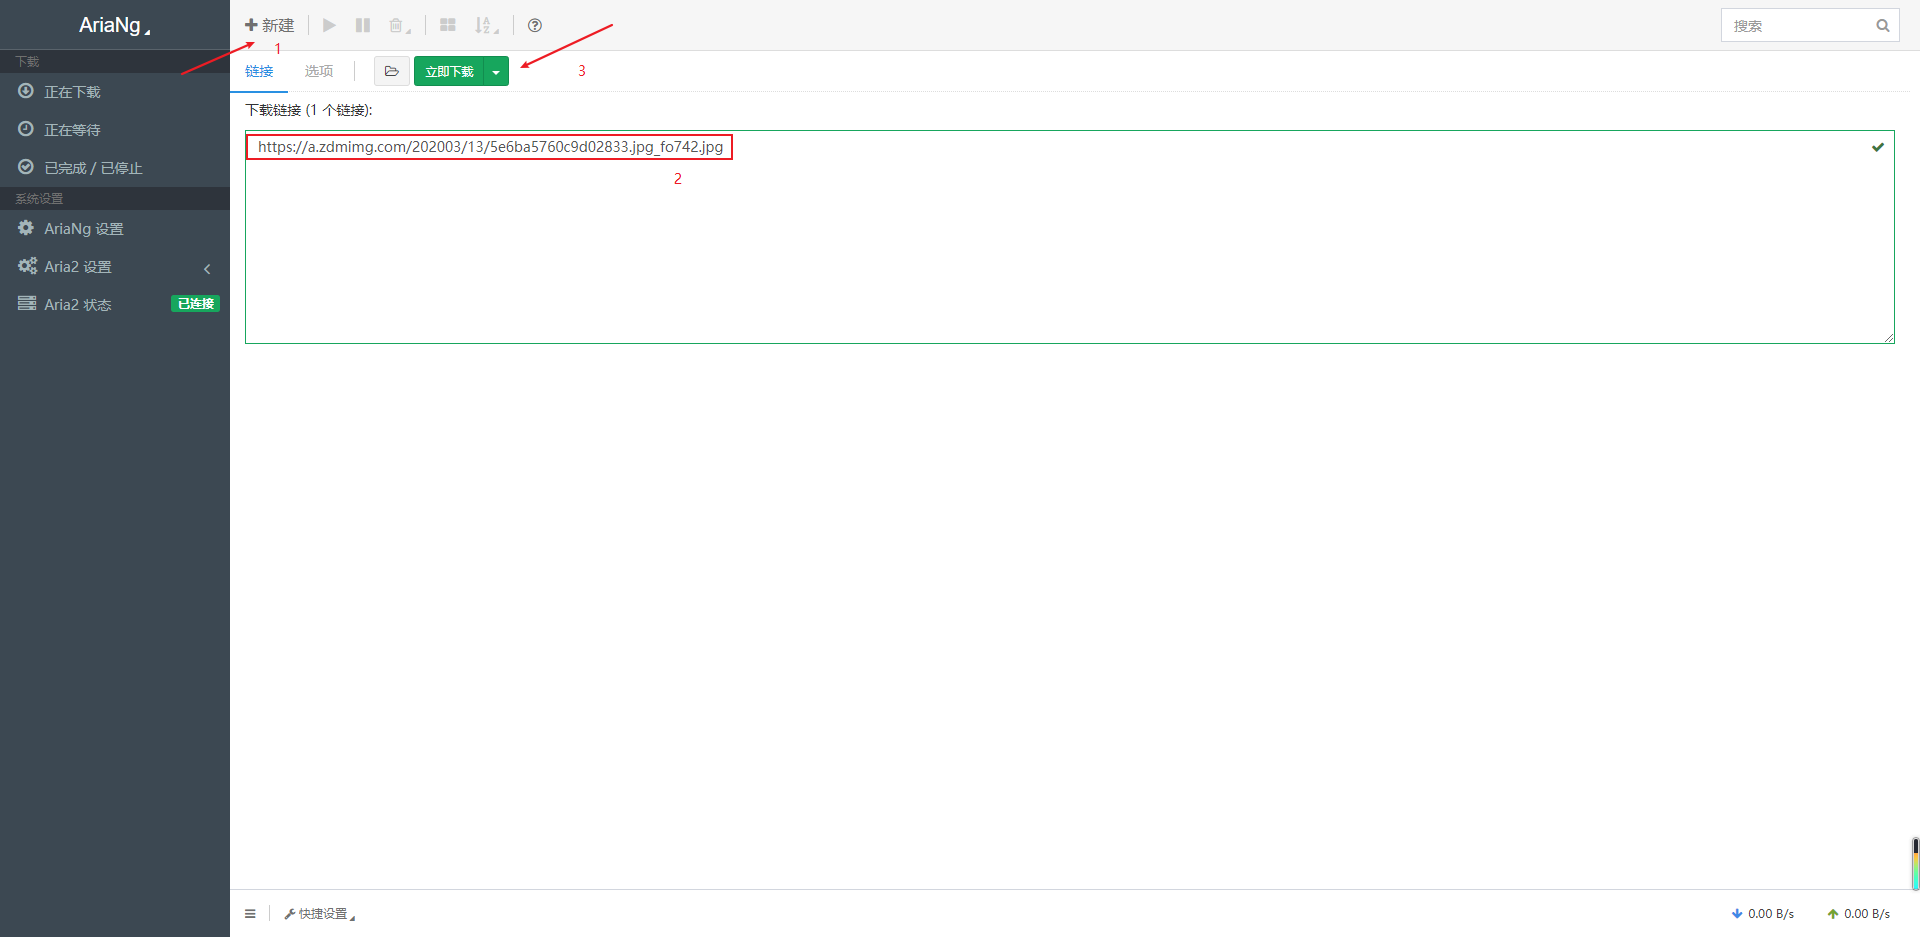 AriaNg
新建
搜索
1
下载
链接
选项
立即下载
3
正在下载
下载链接 (1 个链接):
正在等待
https://a.zdmimg.com/202003/13/5e6ba5760c9d02833.jpg_fo742.jpg
已完成 / 已停止
2
系统设置
AriaNg 设置
Aria2 设置
Aria2 状态
已连接
快捷设置
0.00 B/s
0.00 B/s